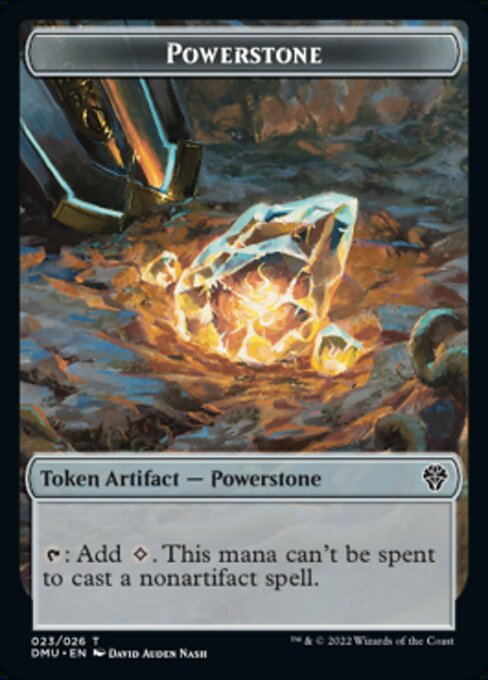 Powerstone
Token Artifact — Powerstone
: Add . This mana can't be spent
to cast a nonartifact spell.
023/026 T
DMU • EN David Auden Nash
™ & © 2022 Wizards of the Coast